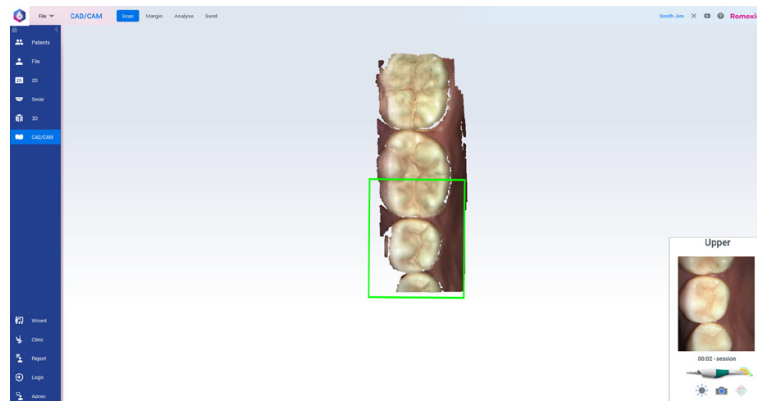 File
CAD/CAM
Scan
Margin
Analyse
Send
Smith Jim
Romexi
Patents
File
2D
Smile
3D
CAD/CAM
Wizard
Clinic
Report
Login
Admin
Upper
00:02 - session